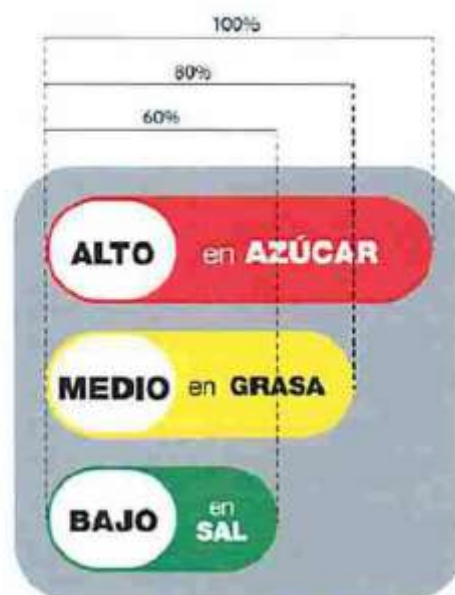 100%
80%
60%
ALTO en AZÚCAR
MEDIO en GRASA
BAJO en
SAL